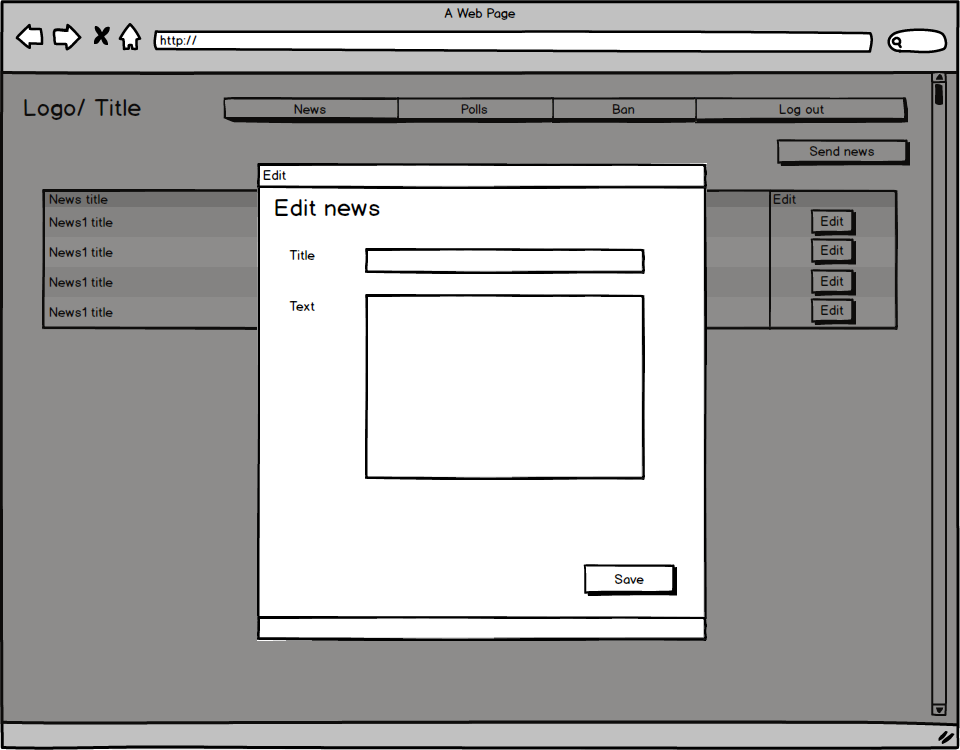 A Web Page
http://
Logo/ Title
News Polls Ban Log out
Send news
Edit
Edit news
News title Edit
News1 title Edit
News1 title Edit
News1 title Edit
News1 title Edit
Title
Text
Save